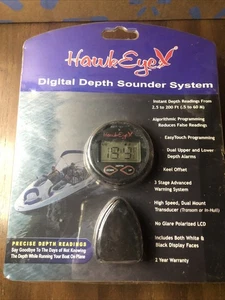 HawkEye
Digital Depth Sounder System
Instant Depth Readings From
2.5 to 200 FT (.5 to 60 M)
Algorithmic Programming
Reduces False Readings
EasyTouch Programming
Dual Upper and Lower
Depth Alarms
Keel Offset
3 Stage Advanced
Warning System
High Speed, Dual Mount
Transducer (Transom or In-Hull)
No Glare Polarized LCD
Includes Both White &
Black Display Faces
1 Year Warranty
PRECISE DEPTH READINGS
Say Goodbye To The Days of Not Knowing
The Depth While Running Your Boat On Plane